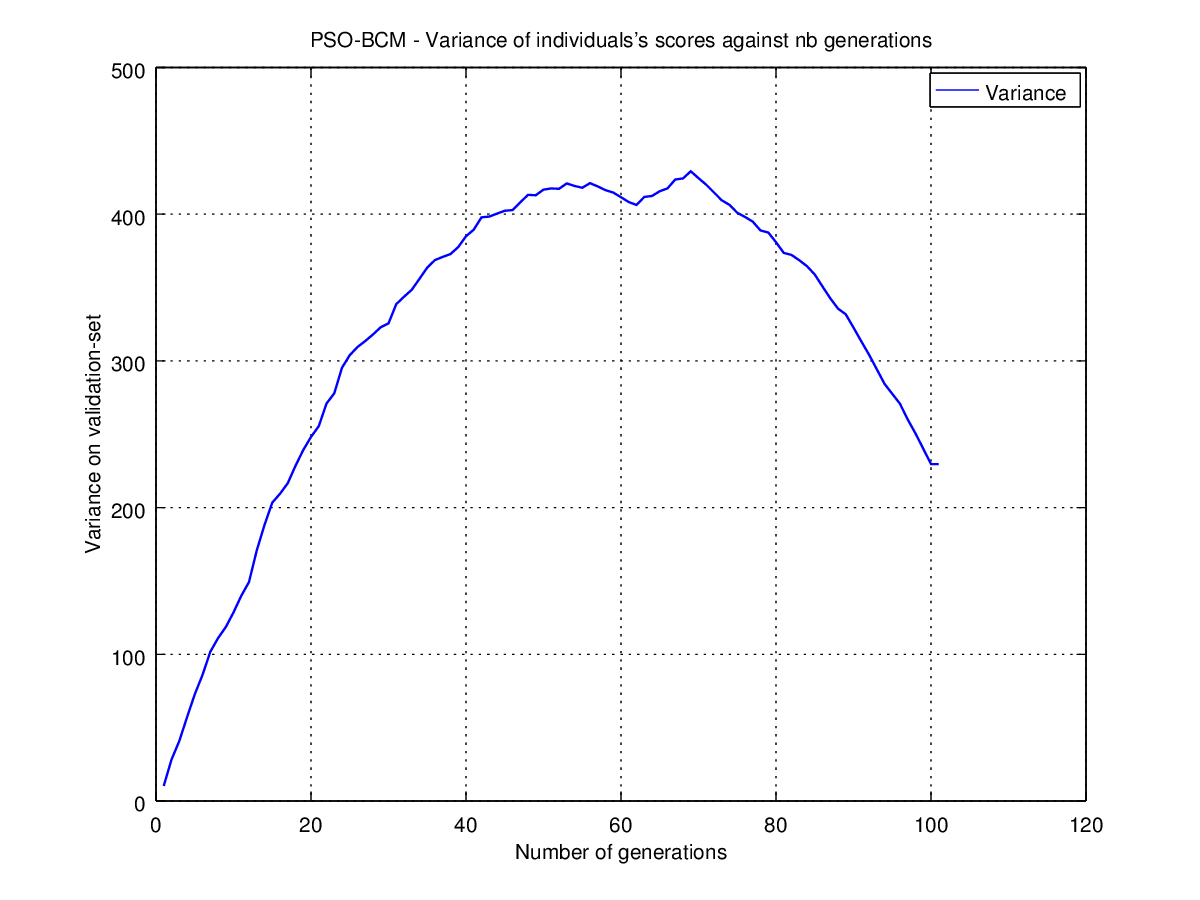 PSO-BCM - Variance of individuals’s scores against nb generations
500
Variance
400
300
200
100
0
Variance on validation-set
0 20 40 60 80 100 120
Number of generations